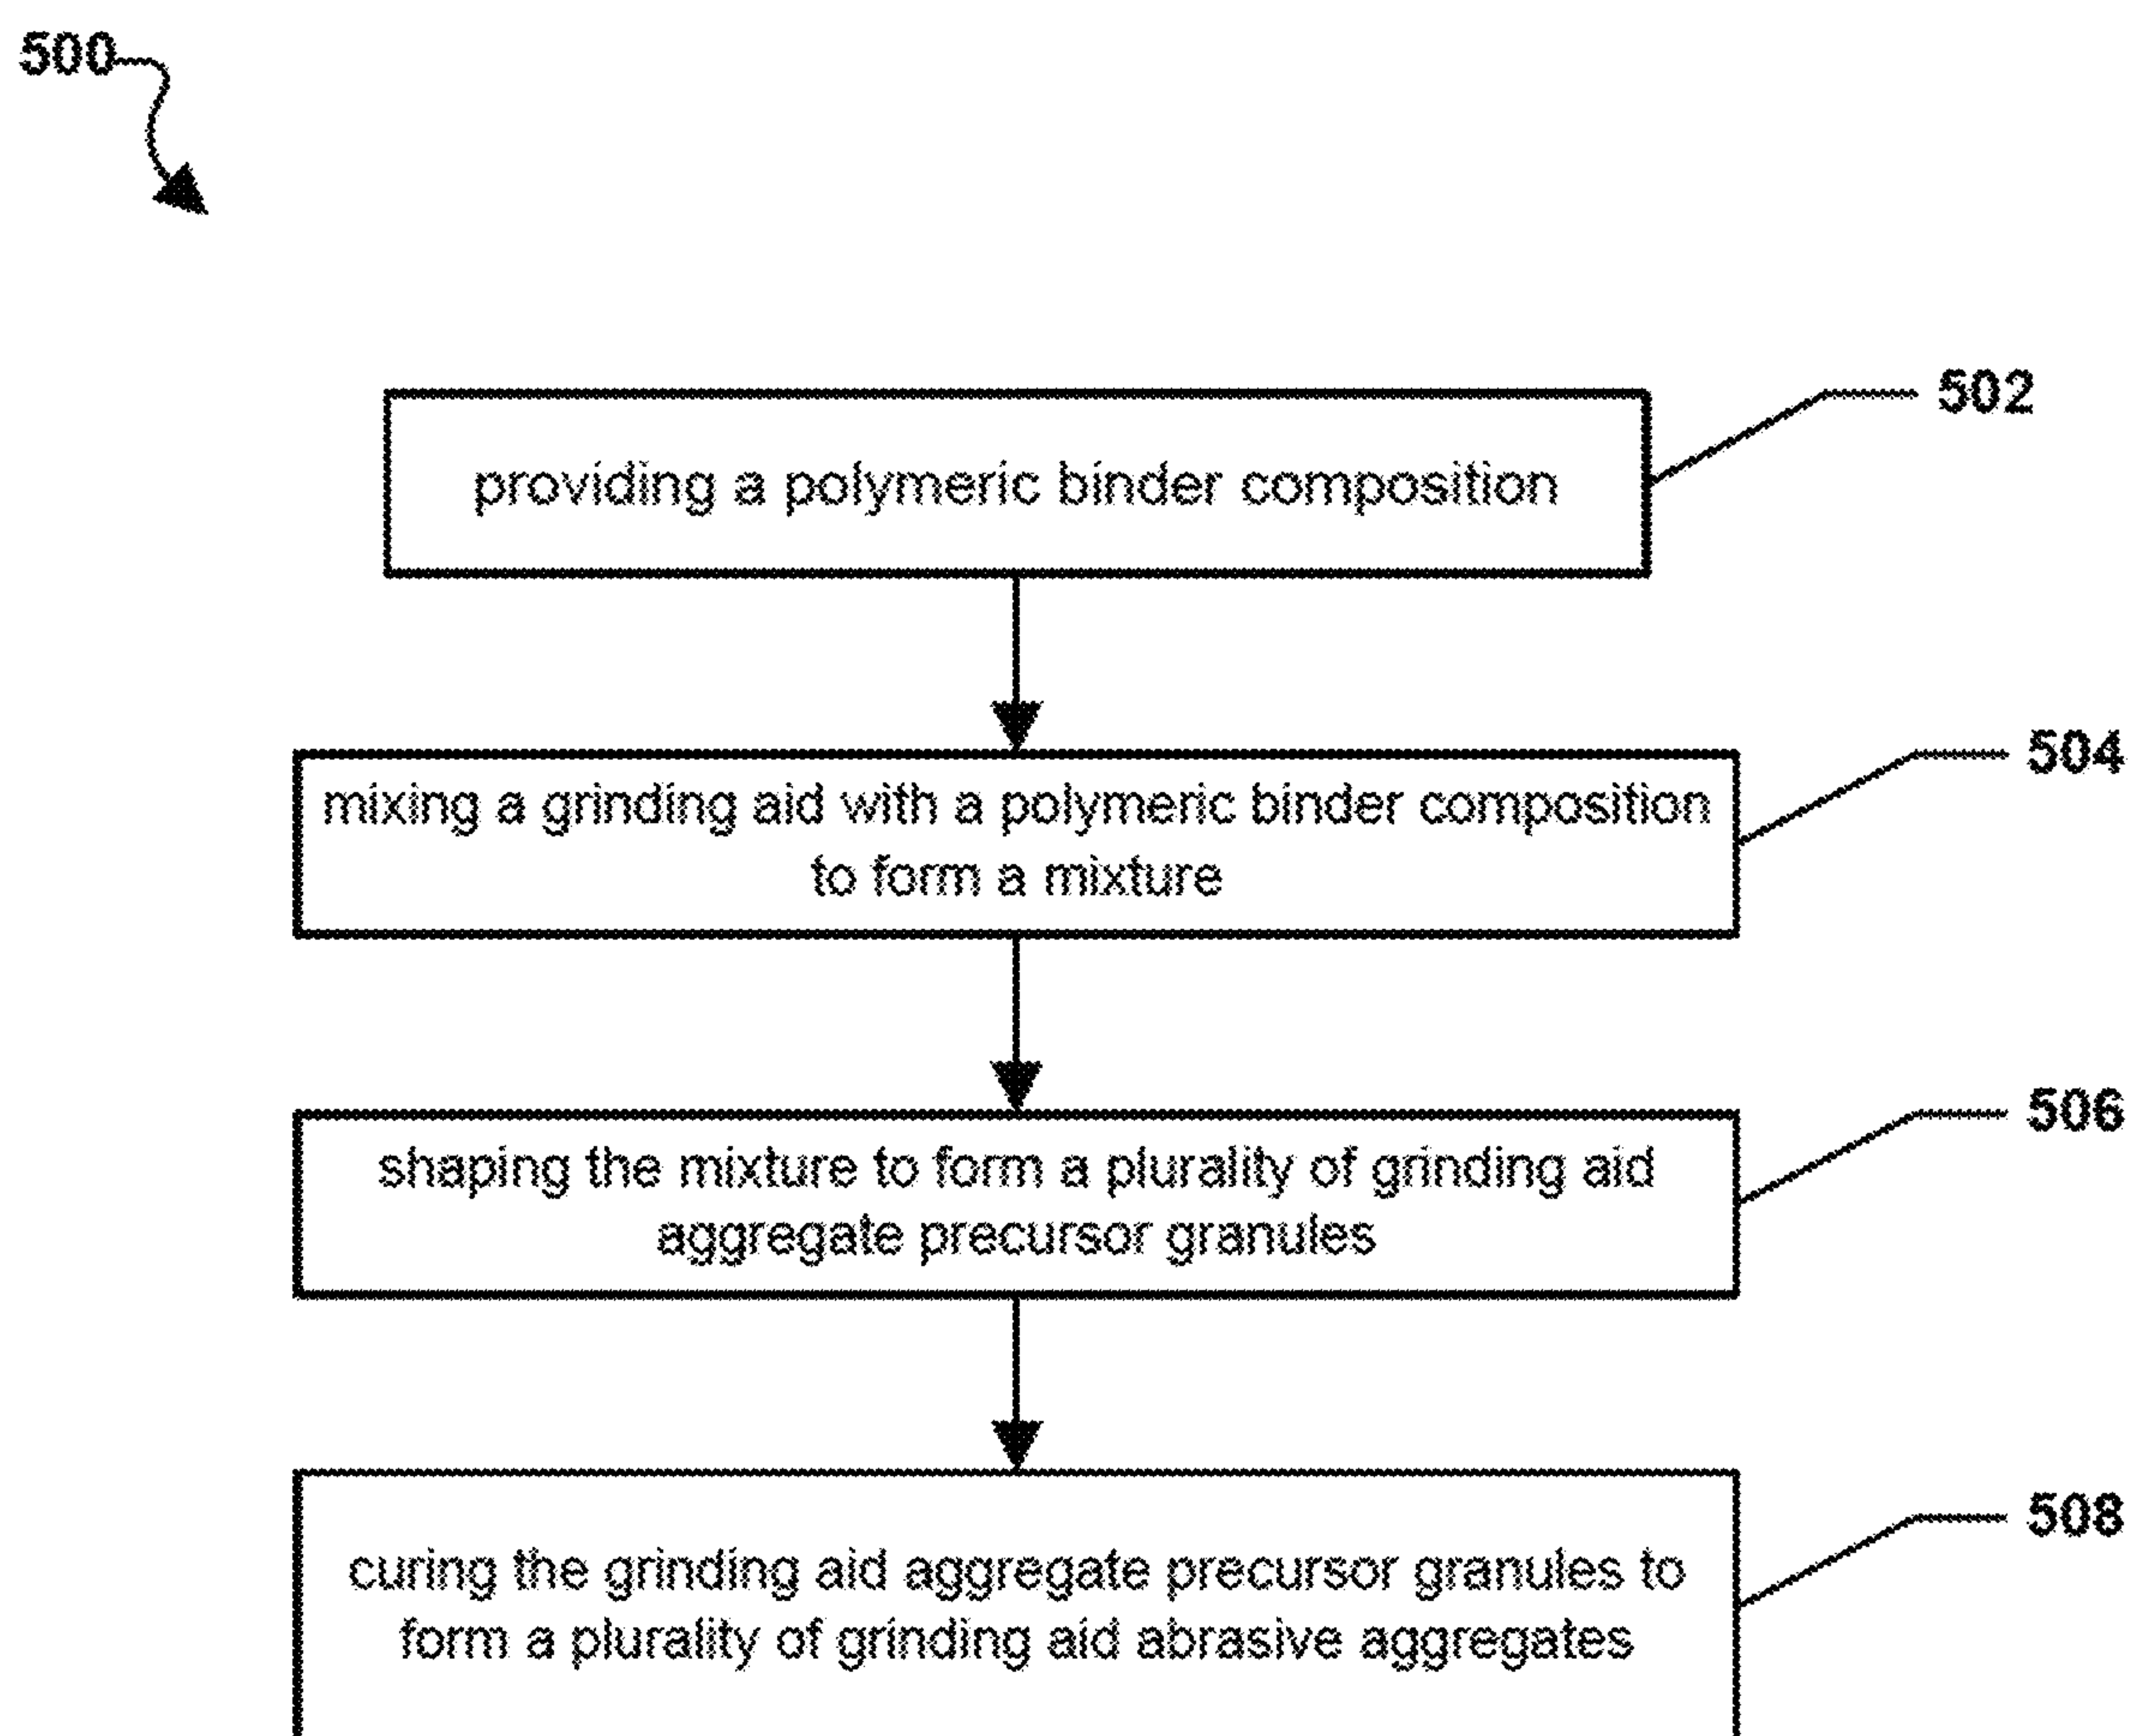 500
providing a polymeric binder composition
502
mixing a grinding aid with a polymeric binder composition
to form a mixture
504
shaping the mixture to form a plurality of grinding aid
aggregate precursor granules
506
curing the grinding aid aggregate precursor granules to
form a plurality of grinding aid abrasive aggregates
508